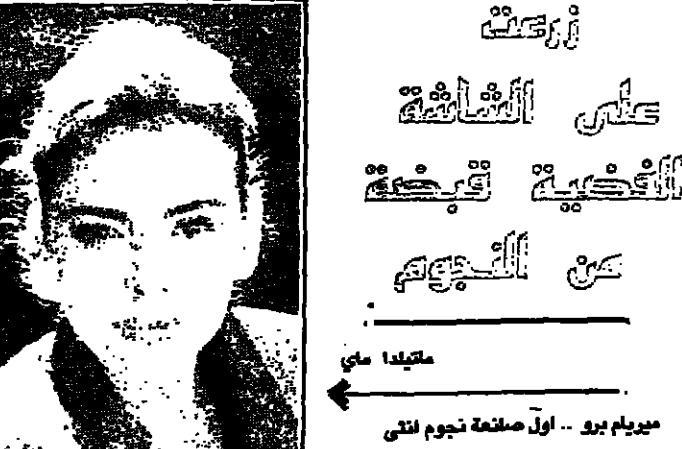 زرعت
على الشاشة
الفضية قبضة
من النجوم
ماتيلدا ماي
ميريام برو .. اول صانعة نجوم انثى